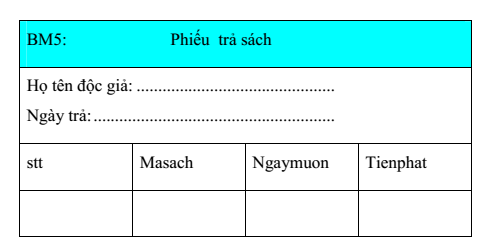 BM5: Phiếu trả sách
Họ tên độc giả: ..............................................
Ngày trả: ........................................................
stt Masach Ngaymuon Tienphat